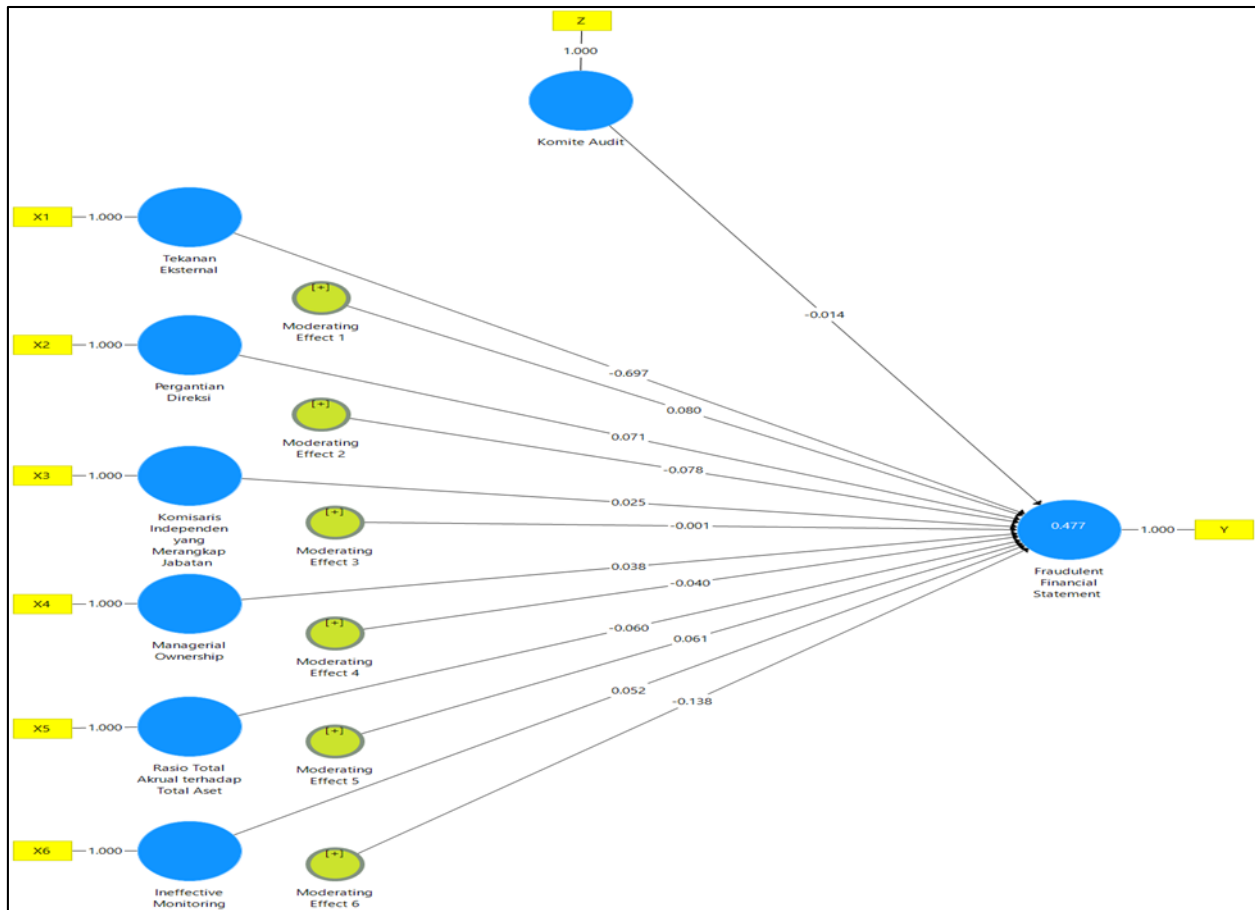 Z
1.000
Komite Audit
X1
1.000
Tekanan
Eksternal
[+]
Moderating
Effect 1
X2
1.000
Pergantian
Direksi
[+]
Moderating
Effect 2
X3
1.000
Komisaris
Independen
yang
Merangkap
Jabatan
[+]
Moderating
Effect 3
X4
1.000
Managerial
Ownership
[+]
Moderating
Effect 4
X5
1.000
Rasio Total
Akrual terhadap
Total Aset
[+]
Moderating
Effect 5
X6
1.000
Ineffective
Monitoring
[+]
Moderating
Effect 6
-0.014
-0.697
0.080
0.071
-0.078
0.025
-0.001
0.038
-0.040
-0.060
0.061
0.052
-0.138
0.477
Fraudulent
Financial
Statement
1.000
Y